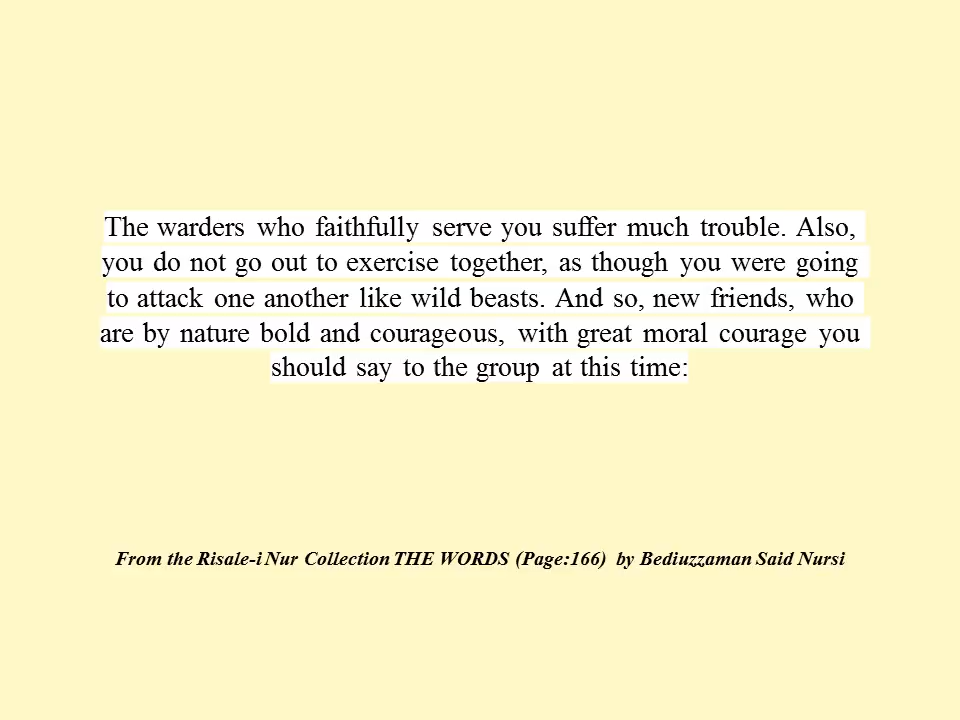 The warders who faithfully serve you suffer much trouble. Also,
you do not go out to exercise together, as though you were going
to attack one another like wild beasts. And so, new friends, who
are by nature bold and courageous, with great moral courage you
should say to the group at this time:
From the Risale-i Nur Collection THE WORDS (Page:166) by Bediuzzaman Said Nursi